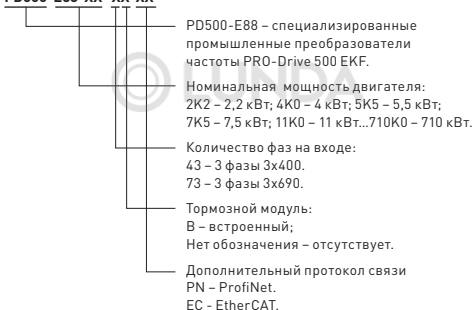 PD500-E88-XX-XX-XX
PD500-E88 – специализированные
промышленные преобразователи
частоты PRO-Drive 500 EKF.
LUNDA
Номинальная мощность двигателя:
2K2 – 2,2 кВт; 4K0 – 4 кВт; 5K5 – 5,5 кВт;
7K5 – 7,5 кВт; 11K0 – 11 кВт...710K0 – 710 кВт.
Количество фаз на входе:
43 – 3 фазы 3х400.
73 – 3 фазы 3х690.
Тормозной модуль:
B – встроенный;
Нет обозначения – отсутствует.
Дополнительный протокол связи
PN – ProfiNet.
EC - EtherCAT.